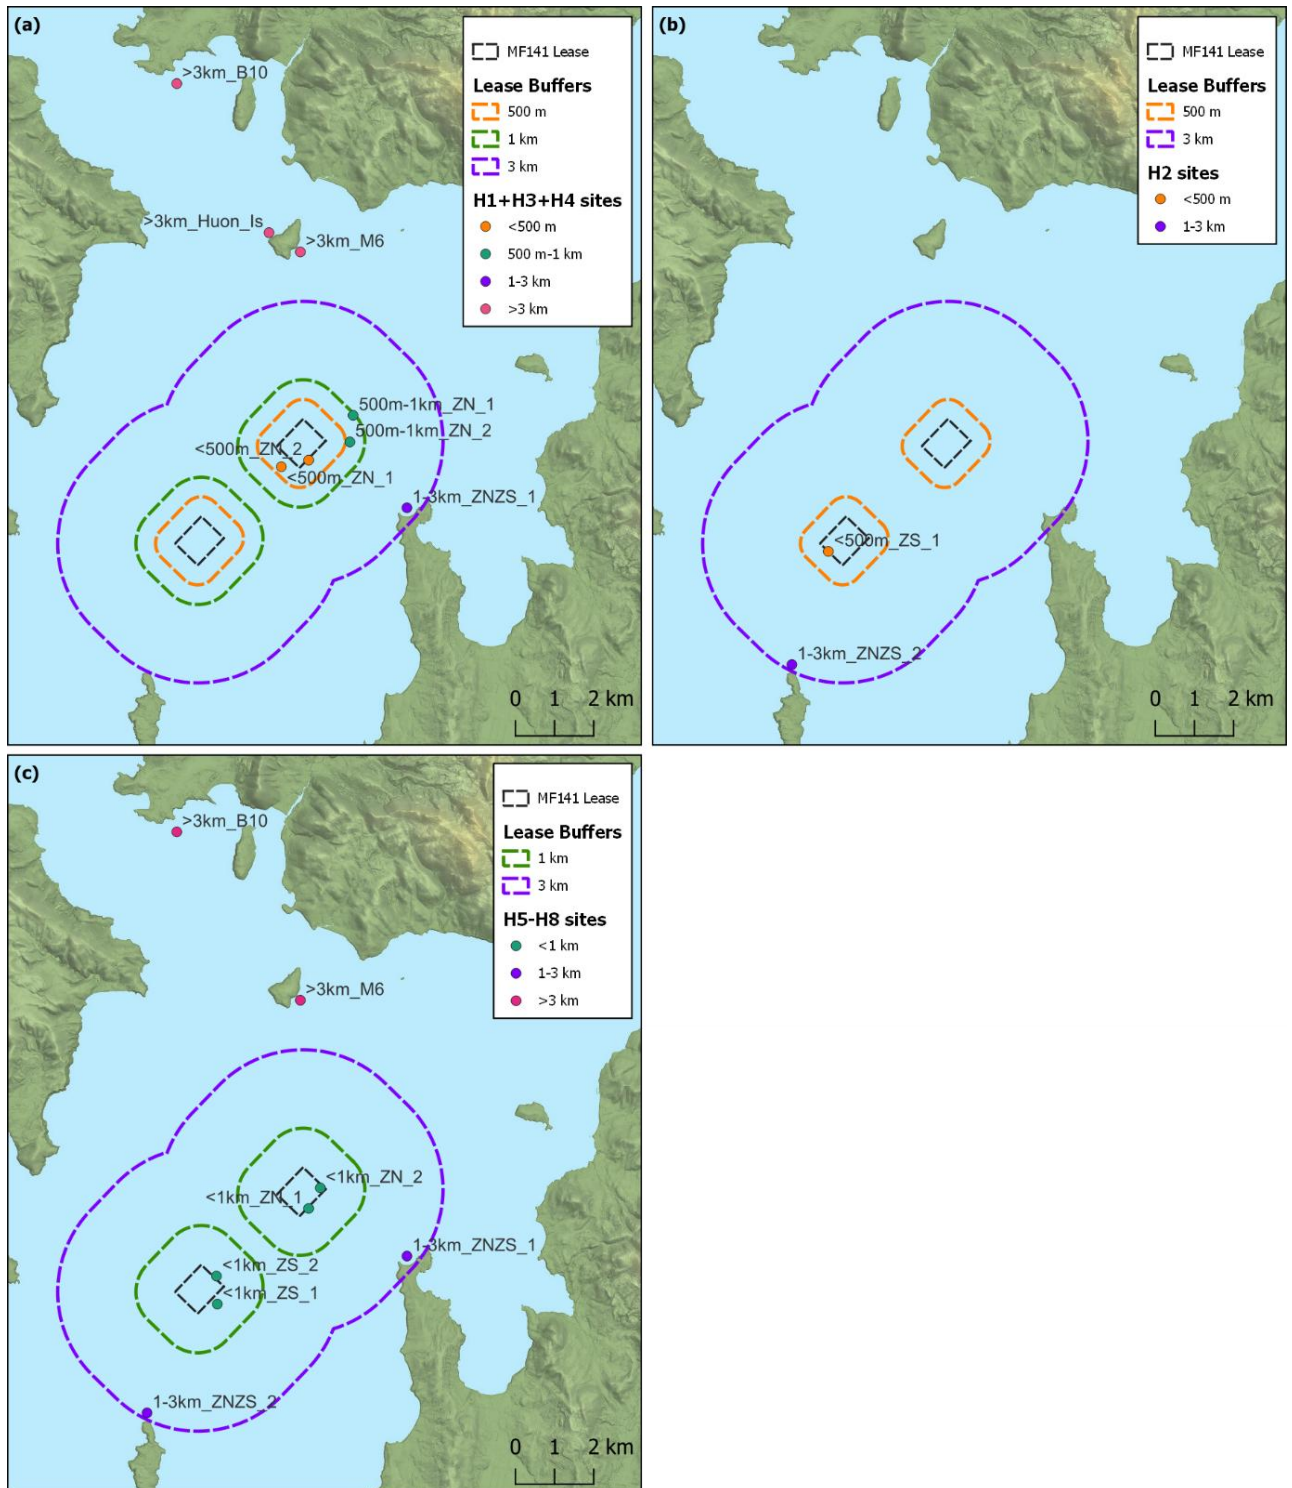 (a)
>3km_B10
MF141 Lease
Lease Buffers
500 m
1 km
3 km
H1+H3+H4 sites
<500 m
500 m-1 km
1-3 km
>3 km
>3km_Huon_Is
>3km_M6
500m-1km_ZN_1
500m-1km_ZN_2
<500m_ZN_2
<500m_ZN_1
1-3km_ZNZS_1
0 1 2 km
(b)
MF141 Lease
Lease Buffers
500 m
3 km
H2 sites
<500 m
1-3 km
<500m_ZS_1
1-3km_ZNZS_2
0 1 2 km
(c)
>3km_B10
MF141 Lease
Lease Buffers
1 km
3 km
H5-H8 sites
<1 km
1-3 km
>3 km
>3km_M6
<1km_ZN_2
<1km_ZN_1
1-3km_ZNZS_1
<1km_ZS_2
<1km_ZS_1
1-3km_ZNZS_2
0 1 2 km